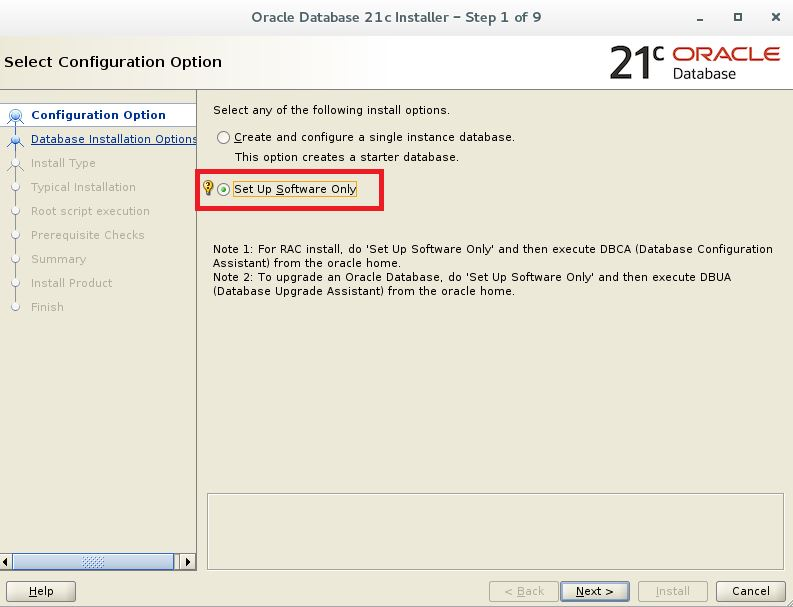 Oracle Database 21c Installer – Step 1 of 9
Select Configuration Option
21c ORACLE
Database
Configuration Option
Database Installation Options
Install Type
Typical Installation
Root script execution
Prerequisite Checks
Summary
Install Product
Finish
Select any of the following install options.
Create and configure a single instance database.
This option creates a starter database.
Set Up Software Only
Note 1: For RAC install, do 'Set Up Software Only' and then execute DBCA (Database Configuration
Assistant) from the oracle home.
Note 2: To upgrade an Oracle Database, do 'Set Up Software Only' and then execute DBUA
(Database Upgrade Assistant) from the oracle home.
Help
< Back
Next >
Install
Cancel